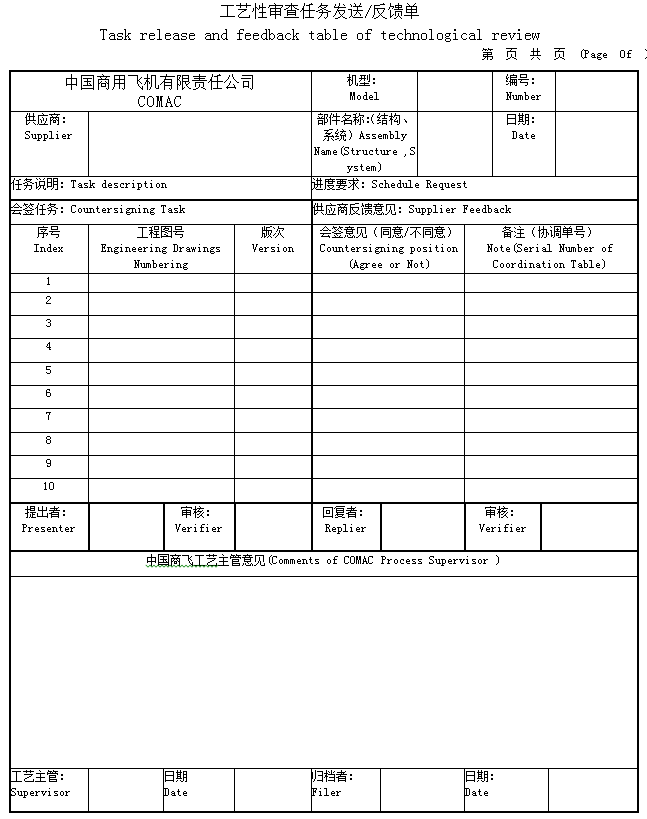 工艺性审查任务发送/反馈单
Task release and feedback table of technological review
第 页 共 页 (Page Of )
中国商用飞机有限责任公司
COMAC
机型:
Model
编号:
Number
供应商:
Supplier
部件名称:(结构、
系统) Assembly
Name(Structure ,S
ystem)
日期:
Date
任务说明: Task description
进度要求: Schedule Request
会签任务: Countersigning Task
供应商反馈意见: Supplier Feedback
序号
Index
工程图号
Engineering Drawings
Numbering
版次
Version
会签意见 (同意/不同意)
Countersigning position
(Agree or Not)
备注 (协调单号)
Note(Serial Number of
Coordination Table)
1
2
3
4
5
6
7
8
9
10
提出者:
Presenter
审核:
Verifier
回复者:
Replier
审核:
Verifier
中国商飞工艺主管意见(Comments of COMAC Process Supervisor )
工艺主管:
Supervisor
日期
Date
归档者:
Filer
日期:
Date